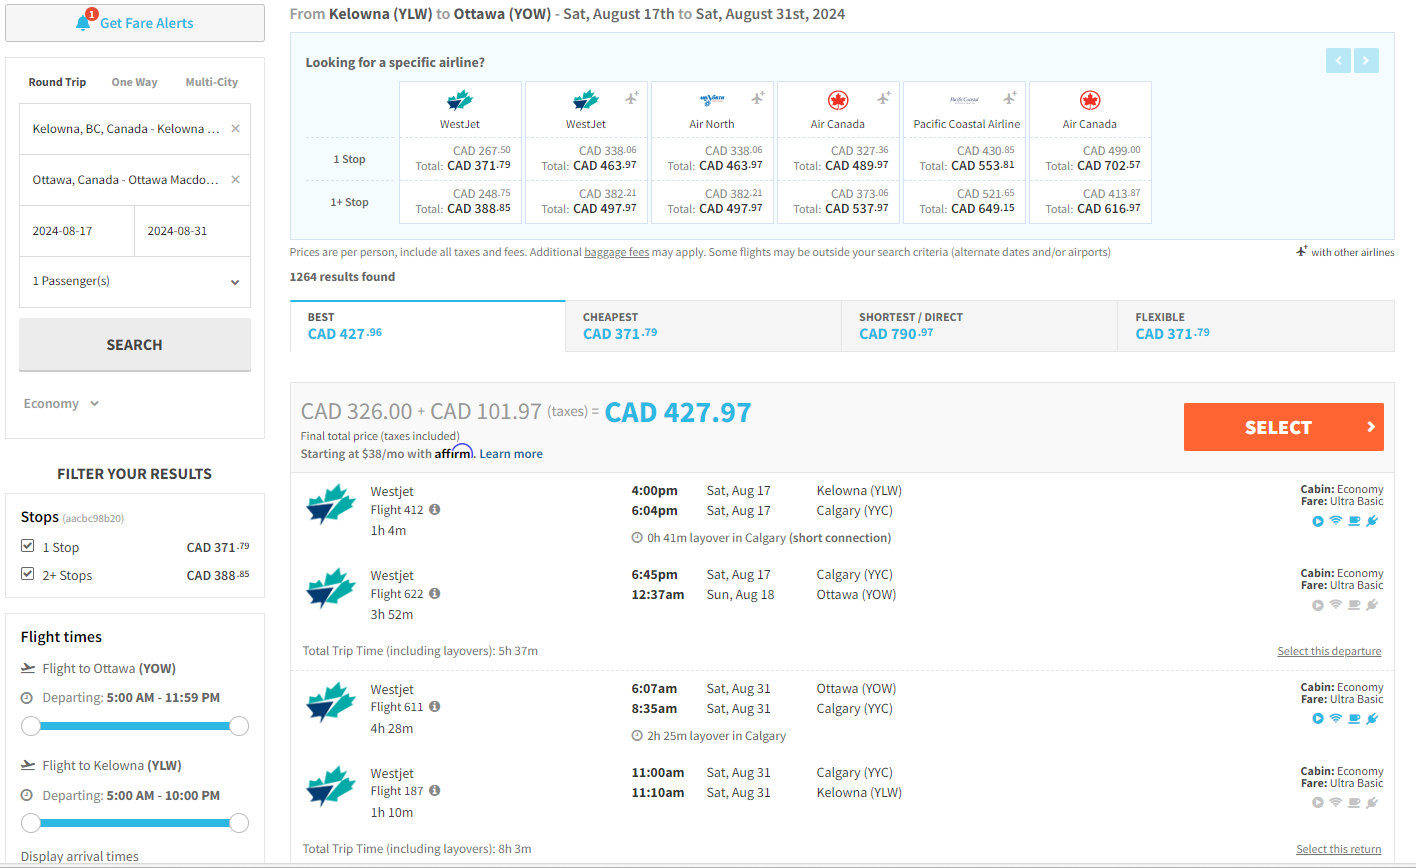 1
Get Fare Alerts
Round Trip One Way Multi-City
Kelowna, BC, Canada - Kelowna ... ×
Ottawa, Canada - Ottawa Macdo... ×
2024-08-17 2024-08-31
1 Passenger(s)
SEARCH
Economy
FILTER YOUR RESULTS
Stops (aacbc98b20)
1 Stop CAD 371.79
2+ Stops CAD 388.85
Flight times
Flight to Ottawa (YOW)
Departing: 5:00 AM - 11:59 PM
Flight to Kelowna (YLW)
Departing: 5:00 AM - 10:00 PM
Display arrival times
From Kelowna (YLW) to Ottawa (YOW) - Sat, August 17th to Sat, August 31st, 2024
Looking for a specific airline?
WestJet WestJet Air North Air Canada Pacific Coastal Airline Air Canada
1 Stop
CAD 267.50 CAD 338.06 CAD 338.06 CAD 327.36 CAD 430.85 CAD 499.00
Total: CAD 371.79 Total: CAD 463.97 Total: CAD 463.97 Total: CAD 489.97 Total: CAD 553.81 Total: CAD 702.57
1+ Stop
CAD 248.75 CAD 382.21 CAD 382.21 CAD 373.06 CAD 521.65 CAD 413.87
Total: CAD 388.85 Total: CAD 497.97 Total: CAD 497.97 Total: CAD 537.97 Total: CAD 649.15 Total: CAD 616.97
Prices are per person, include all taxes and fees. Additional baggage fees may apply. Some flights may be outside your search criteria (alternate dates and/or airports)
with other airlines
1264 results found
BEST CHEAPEST SHORTEST / DIRECT FLEXIBLE
CAD 427.96 CAD 371.79 CAD 790.97 CAD 371.79
CAD 326.00 + CAD 101.97 (taxes) = CAD 427.97
Final total price (taxes included)
Starting at $38/mo with affirm. Learn more
SELECT
Westjet 4:00pm Sat, Aug 17 Kelowna (YLW) Cabin: Economy
Flight 412 6:04pm Sat, Aug 17 Calgary (YYC) Fare: Ultra Basic
1h 4m
0h 41m layover in Calgary (short connection)
Westjet 6:45pm Sat, Aug 17 Calgary (YYC) Cabin: Economy
Flight 622 12:37am Sun, Aug 18 Ottawa (YOW) Fare: Ultra Basic
3h 52m
Total Trip Time (including layovers): 5h 37m Select this departure
Westjet 6:07am Sat, Aug 31 Ottawa (YOW) Cabin: Economy
Flight 611 8:35am Sat, Aug 31 Calgary (YYC) Fare: Ultra Basic
4h 28m
2h 25m layover in Calgary
Westjet 11:00am Sat, Aug 31 Calgary (YYC) Cabin: Economy
Flight 187 11:10am Sat, Aug 31 Kelowna (YLW) Fare: Ultra Basic
1h 10m
Total Trip Time (including layovers): 8h 3m Select this return